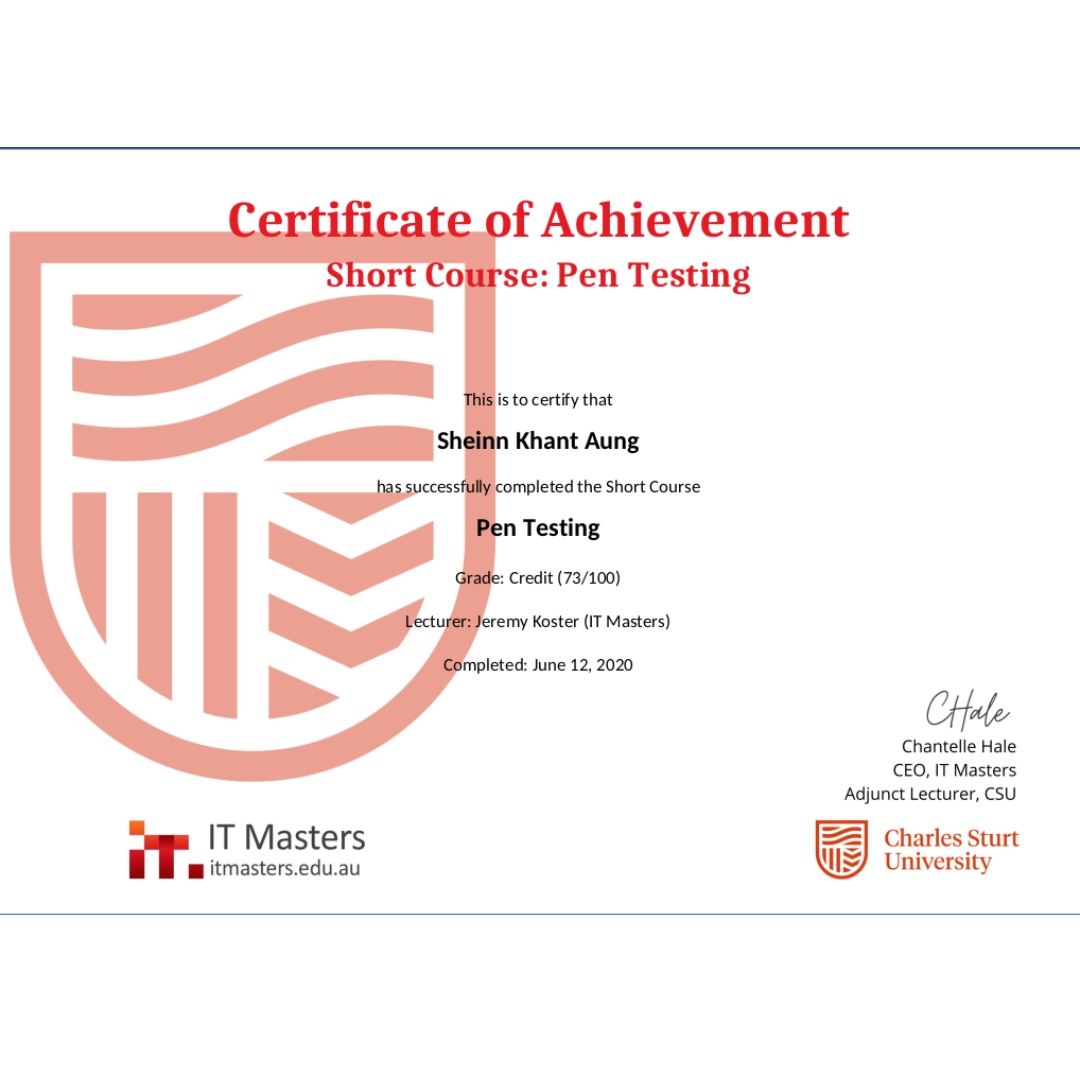 Certificate of Achievement
Short Course: Pen Testing
This is to certify that
Sheinn Khant Aung
has successfully completed the Short Course
Pen Testing
Grade: Credit (73/100)
Lecturer: Jeremy Koster (IT Masters)
Completed: June 12, 2020
CHale
Chantelle Hale
CEO, IT Masters
Adjunct Lecturer, CSU
iT.
IT Masters
itmasters.edu.au
Charles Sturt
University